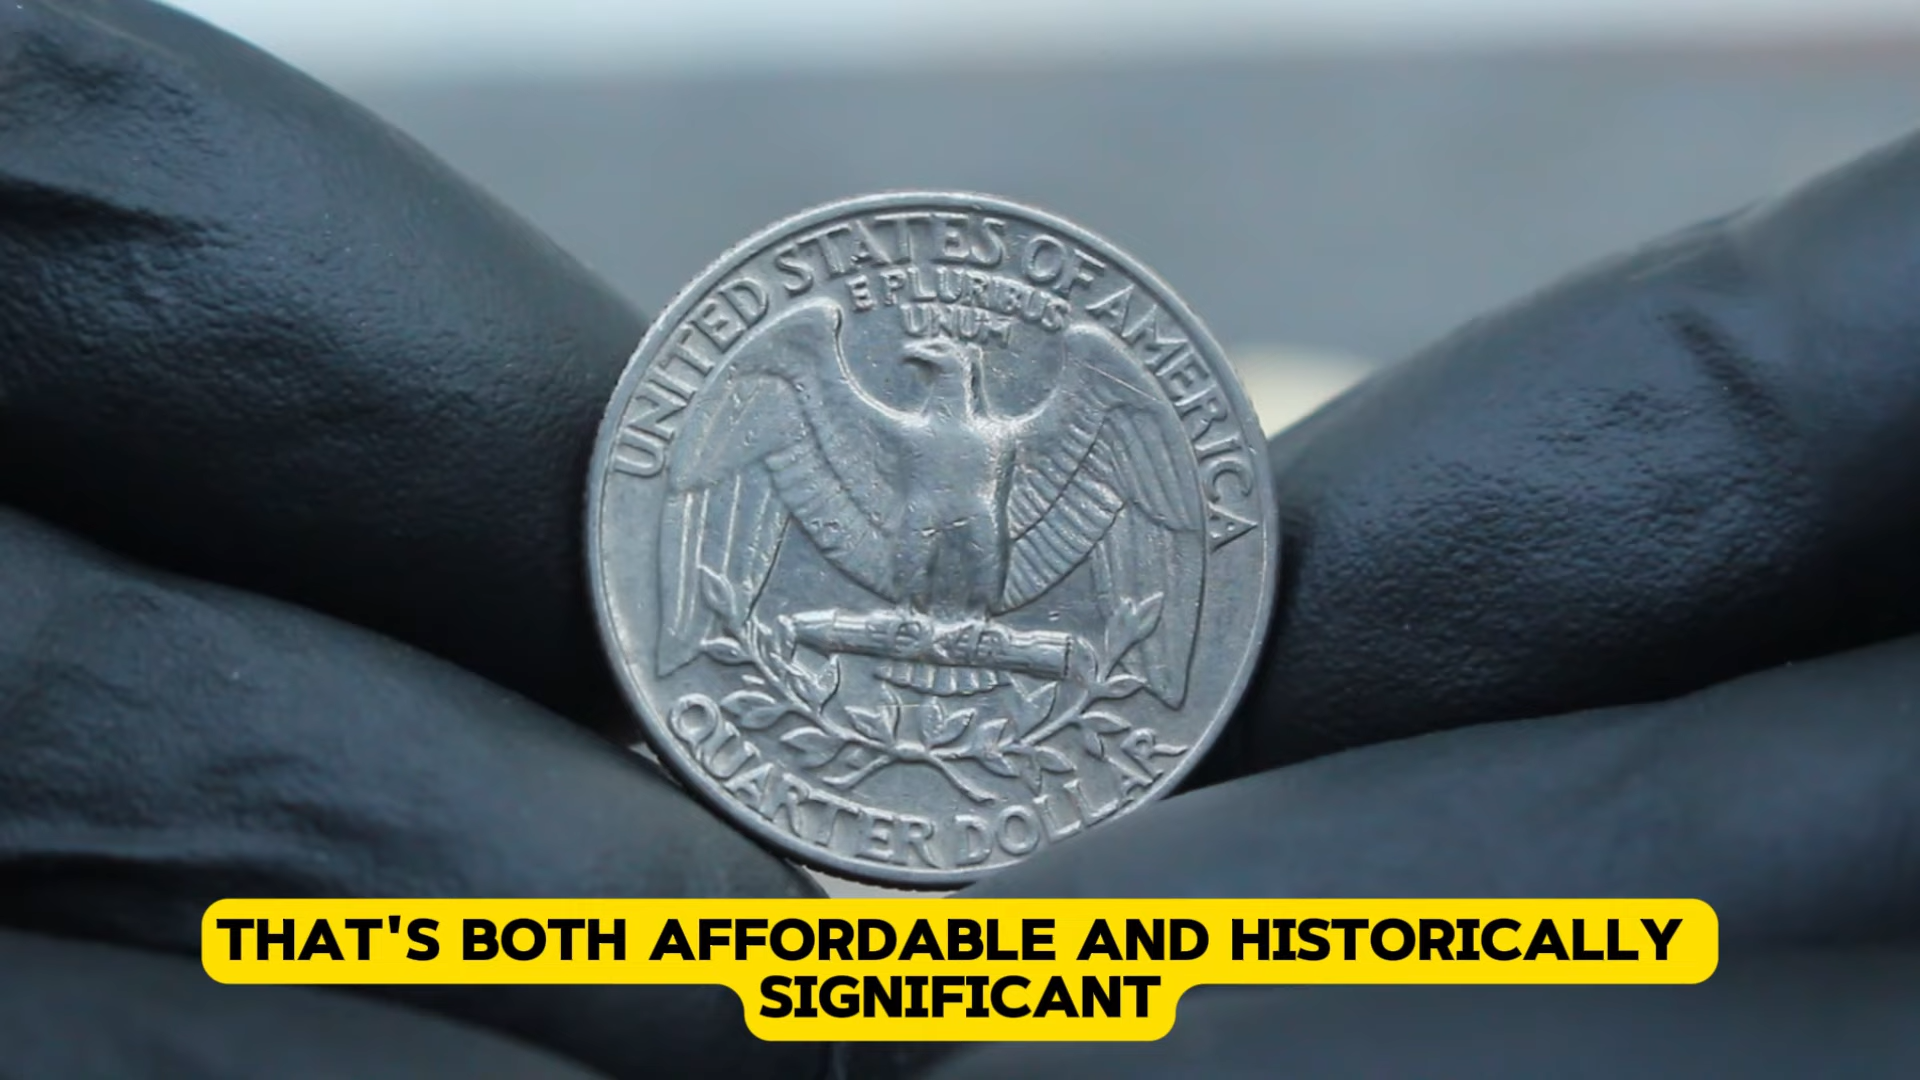 UNITED STATES OF AMERICA
E PLURIBUS
UNUM
QUARTER DOLLAR
THAT'S BOTH AFFORDABLE AND HISTORICALLY
SIGNIFICANT